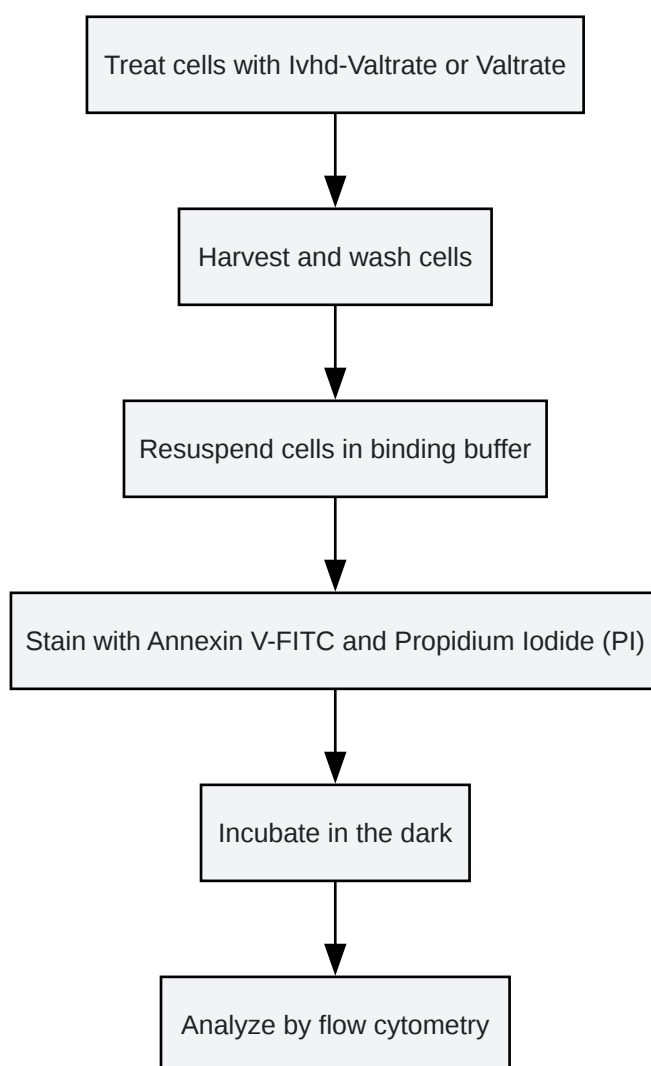 Treat cells with Ivhd-Valtrate or Valtrate
Harvest and wash cells
Resuspend cells in binding buffer
Stain with Annexin V-FITC and Propidium Iodide (PI)
Incubate in the dark
Analyze by flow cytometry